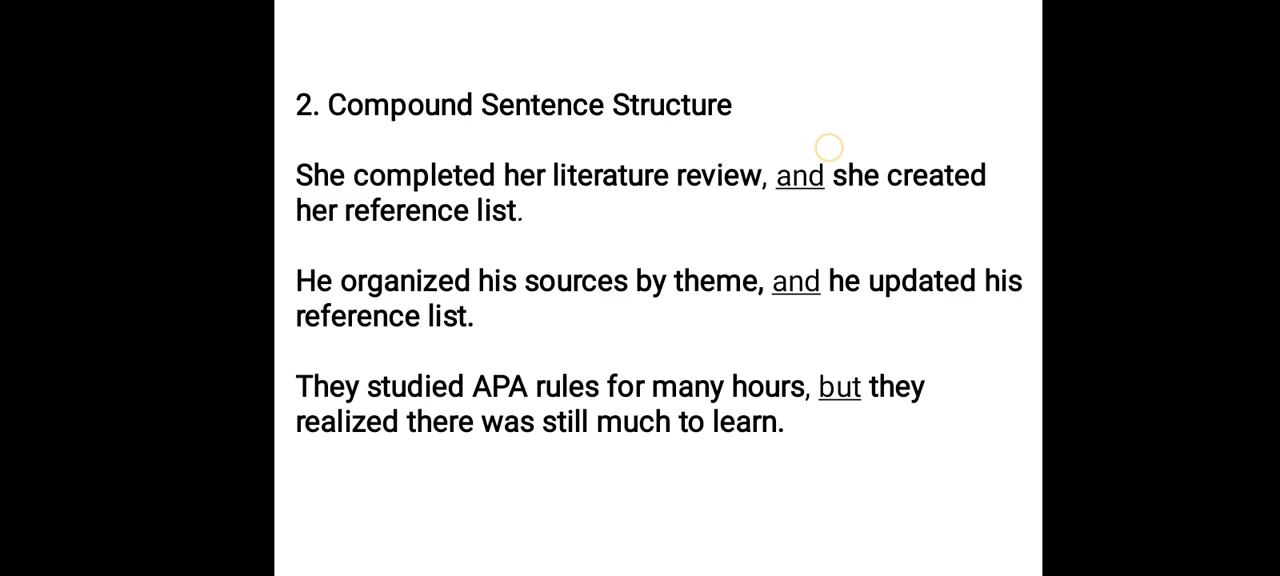 2. Compound Sentence Structure
She completed her literature review, and she created
her reference list.
He organized his sources by theme, and he updated his
reference list.
They studied APA rules for many hours, but they
realized there was still much to learn.